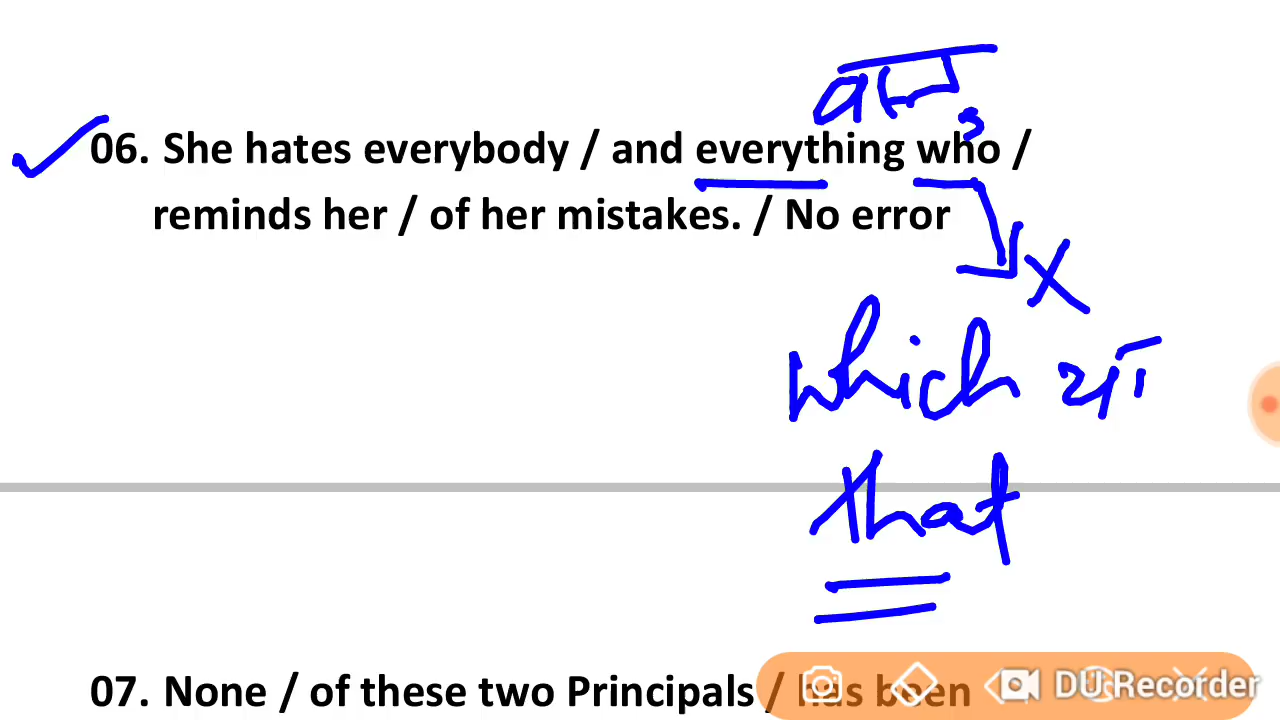 06. She hates everybody / and everything who /
reminds her / of her mistakes. / No error
which या
that
07. None / of these two Principals / has been
DU Recorder